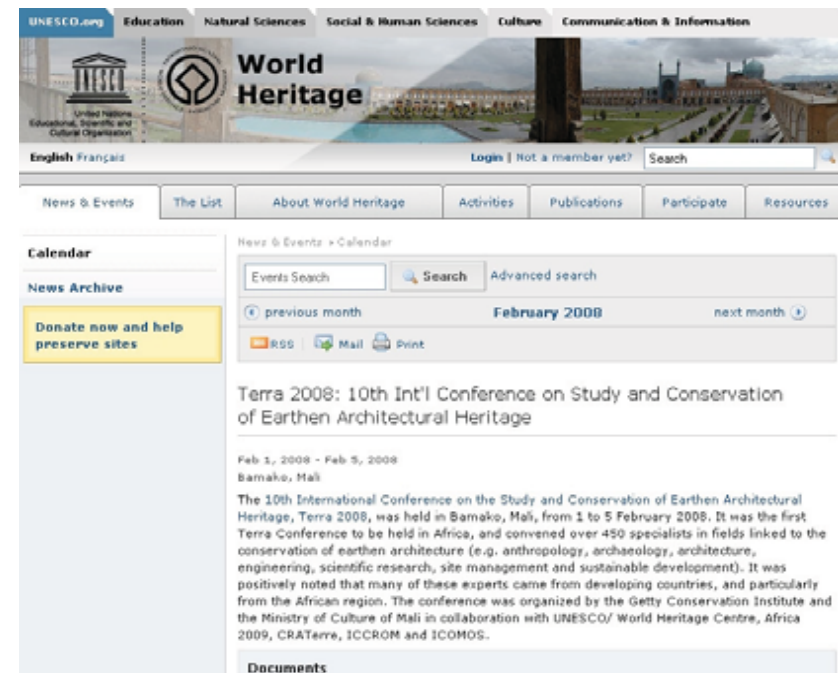 UNESCO.org Education Natural Sciences Social & Human Sciences Culture Communication & Information
World
Heritage
United Nations
Educational, Scientific and
Cultural Organization
English Français Login | Not a member yet? Search
News & Events The List About World Heritage Activities Publications Participate Resources
Calendar
News Archive
Donate now and help
preserve sites
News & Events » Calendar
Events Search Search Advanced search
previous month February 2008 next month
RSS | Mail Print
Terra 2008: 10th Int'l Conference on Study and Conservation
of Earthen Architectural Heritage
Feb 1, 2008 - Feb 5, 2008
Bamako, Mali
The 10th International Conference on the Study and Conservation of Earthen Architectural
Heritage, Terra 2008, was held in Bamako, Mali, from 1 to 5 February 2008. It was the first
Terra Conference to be held in Africa, and convened over 450 specialists in fields linked to the
conservation of earthen architecture (e.g. anthropology, archaeology, architecture,
engineering, scientific research, site management and sustainable development). It was
positively noted that many of these experts came from developing countries, and particularly
from the African region. The conference was organized by the Getty Conservation Institute and
the Ministry of Culture of Mali in collaboration with UNESCO/ World Heritage Centre, Africa
2009, CRATerre, ICCROM and ICOMOS.
Documents